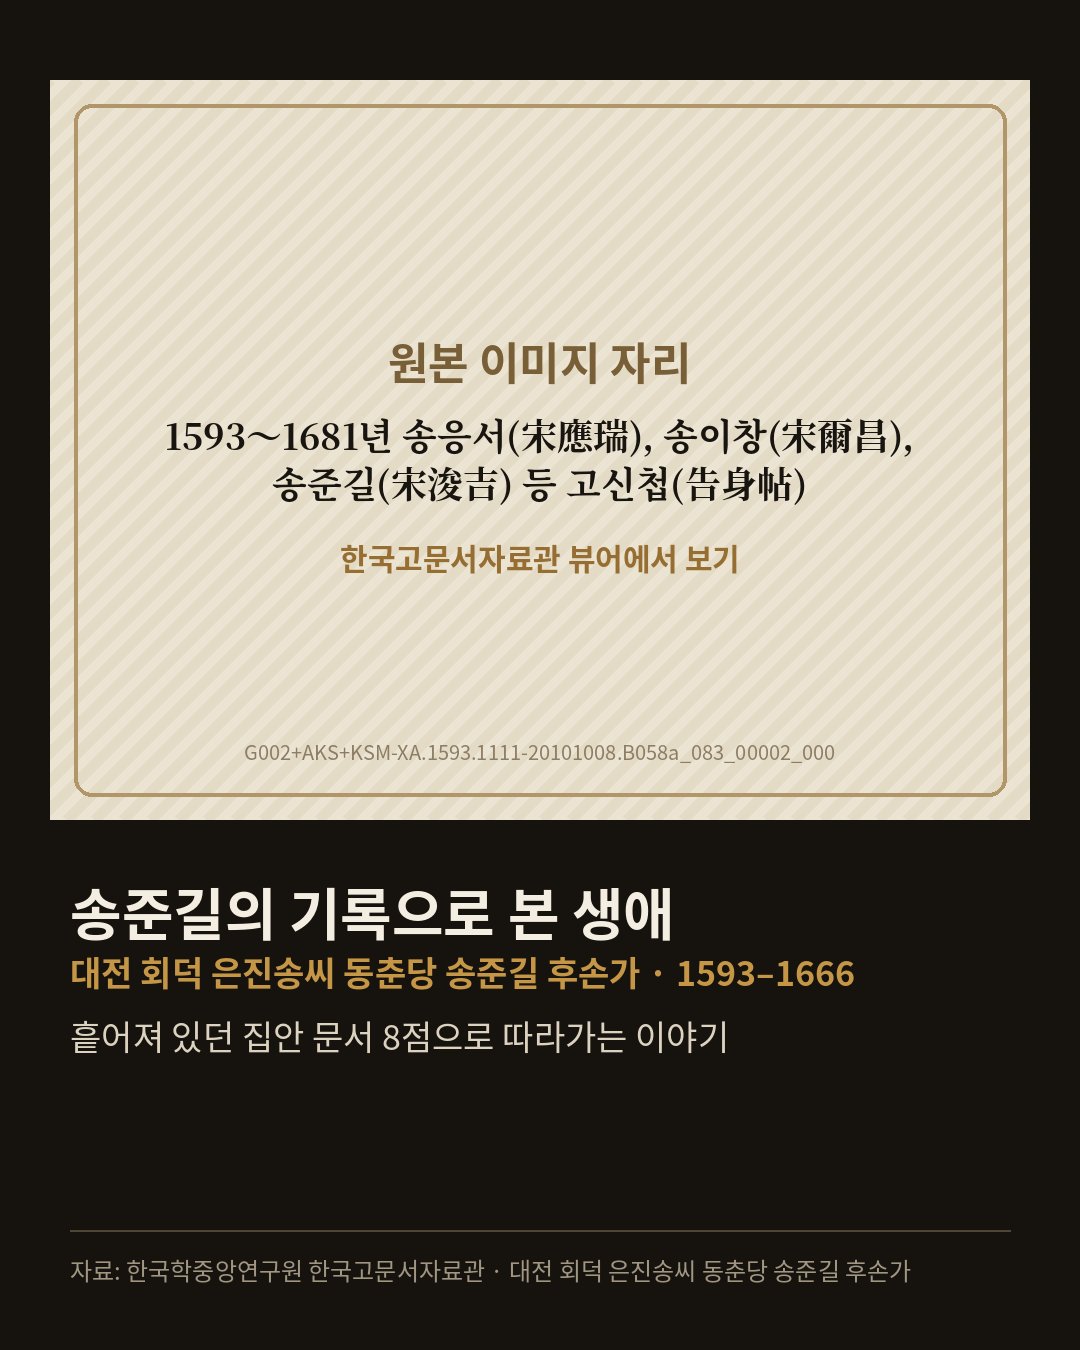 원본 이미지 자리
1593～1681년 송응서(宋應瑞), 송이창(宋爾昌),
송준길(宋浚吉) 등 고신첩(告身帖)
한국고문서자료관 뷰어에서 보기
G002+AKS+KSM-XA.1593.1111-20101008.B058a_083_00002_000
송준길의 기록으로 본 생애
대전 회덕 은진송씨 동춘당 송준길 후손가 · 1593–1666
흩어져 있던 집안 문서 8점으로 따라가는 이야기
자료: 한국학중앙연구원 한국고문서자료관 · 대전 회덕 은진송씨 동춘당 송준길 후손가